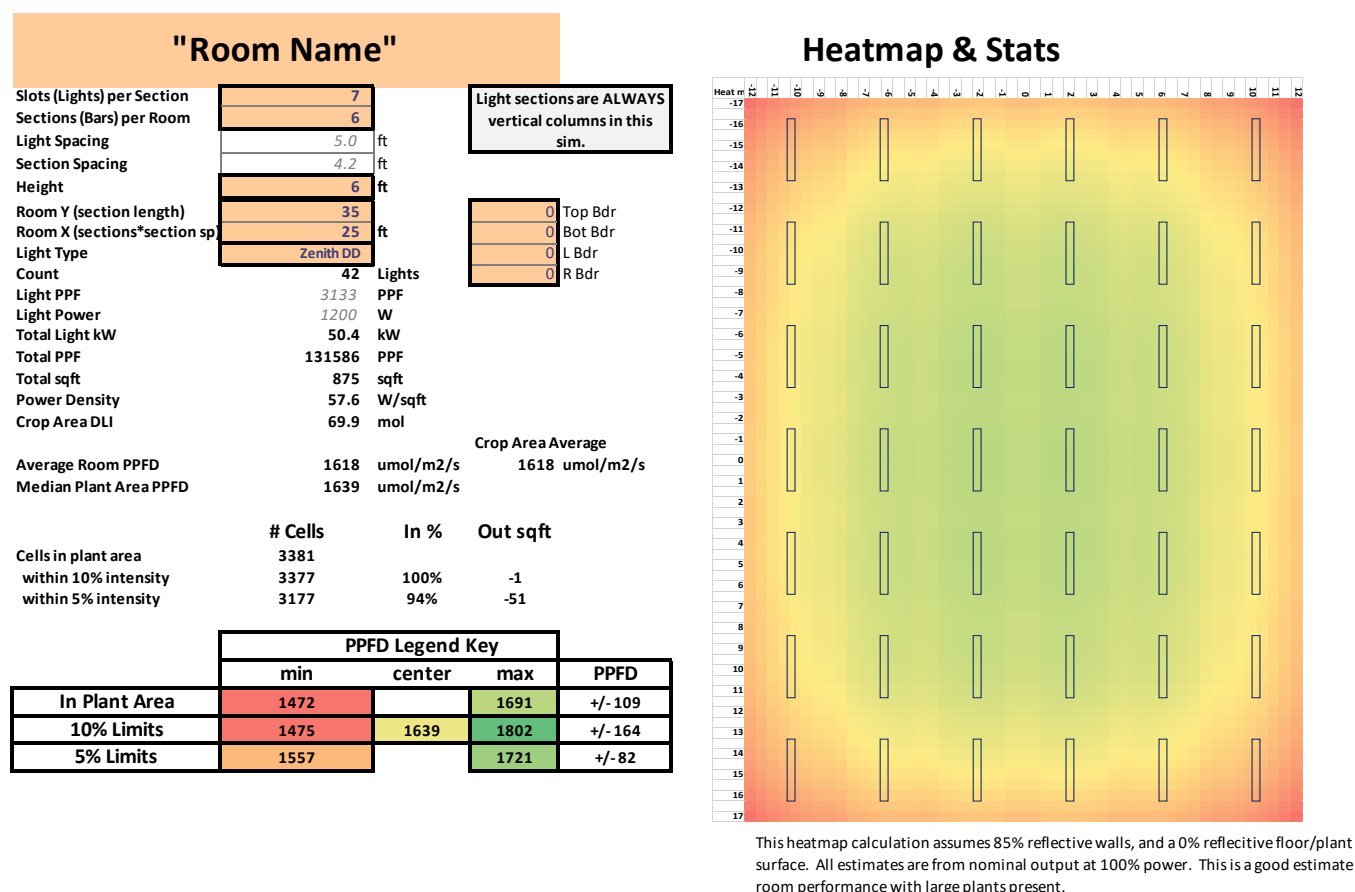 "Room Name"
Slots (Lights) per Section 7
Sections (Bars) per Room 6
Light Spacing 5.0 ft
Section Spacing 4.2 ft
Height 6 ft
Room Y (section length) 35
Room X (sections*section sp) 25 ft
Light Type Zenith DD
Count 42 Lights
Light PPF 3133 PPF
Light Power 1200 W
Total Light kW 50.4 kW
Total PPF 131586 PPF
Total sqft 875 sqft
Power Density 57.6 W/sqft
Crop Area DLI 69.9 mol
Light sections are ALWAYS
vertical columns in this
sim.
0 Top Bdr
0 Bot Bdr
0 L Bdr
0 R Bdr
Crop Area Average
Average Room PPFD 1618 umol/m2/s 1618 umol/m2/s
Median Plant Area PPFD 1639 umol/m2/s
# Cells In % Out sqft
Cells in plant area 3381
within 10% intensity 3377 100% -1
within 5% intensity 3177 94% -51
PPFD Legend Key
min center max PPFD
In Plant Area 1472 1691 +/- 109
10% Limits 1475 1639 1802 +/- 164
5% Limits 1557 1721 +/- 82
Heatmap & Stats
Heat m -12 -11 -10 -9 -8 -7 -6 -5 -4 -3 -2 -1 0 1 2 3 4 5 6 7 8 9 10 11 12
-17
-16
-15
-14
-13
-12
-11
-10
-9
-8
-7
-6
-5
-4
-3
-2
-1
0
1
2
3
4
5
6
7
8
9
10
11
12
13
14
15
16
17
This heatmap calculation assumes 85% reflective walls, and a 0% reflecitive floor/plant
surface. All estimates are from nominal output at 100% power. This is a good estimate
room performance with large plants present.